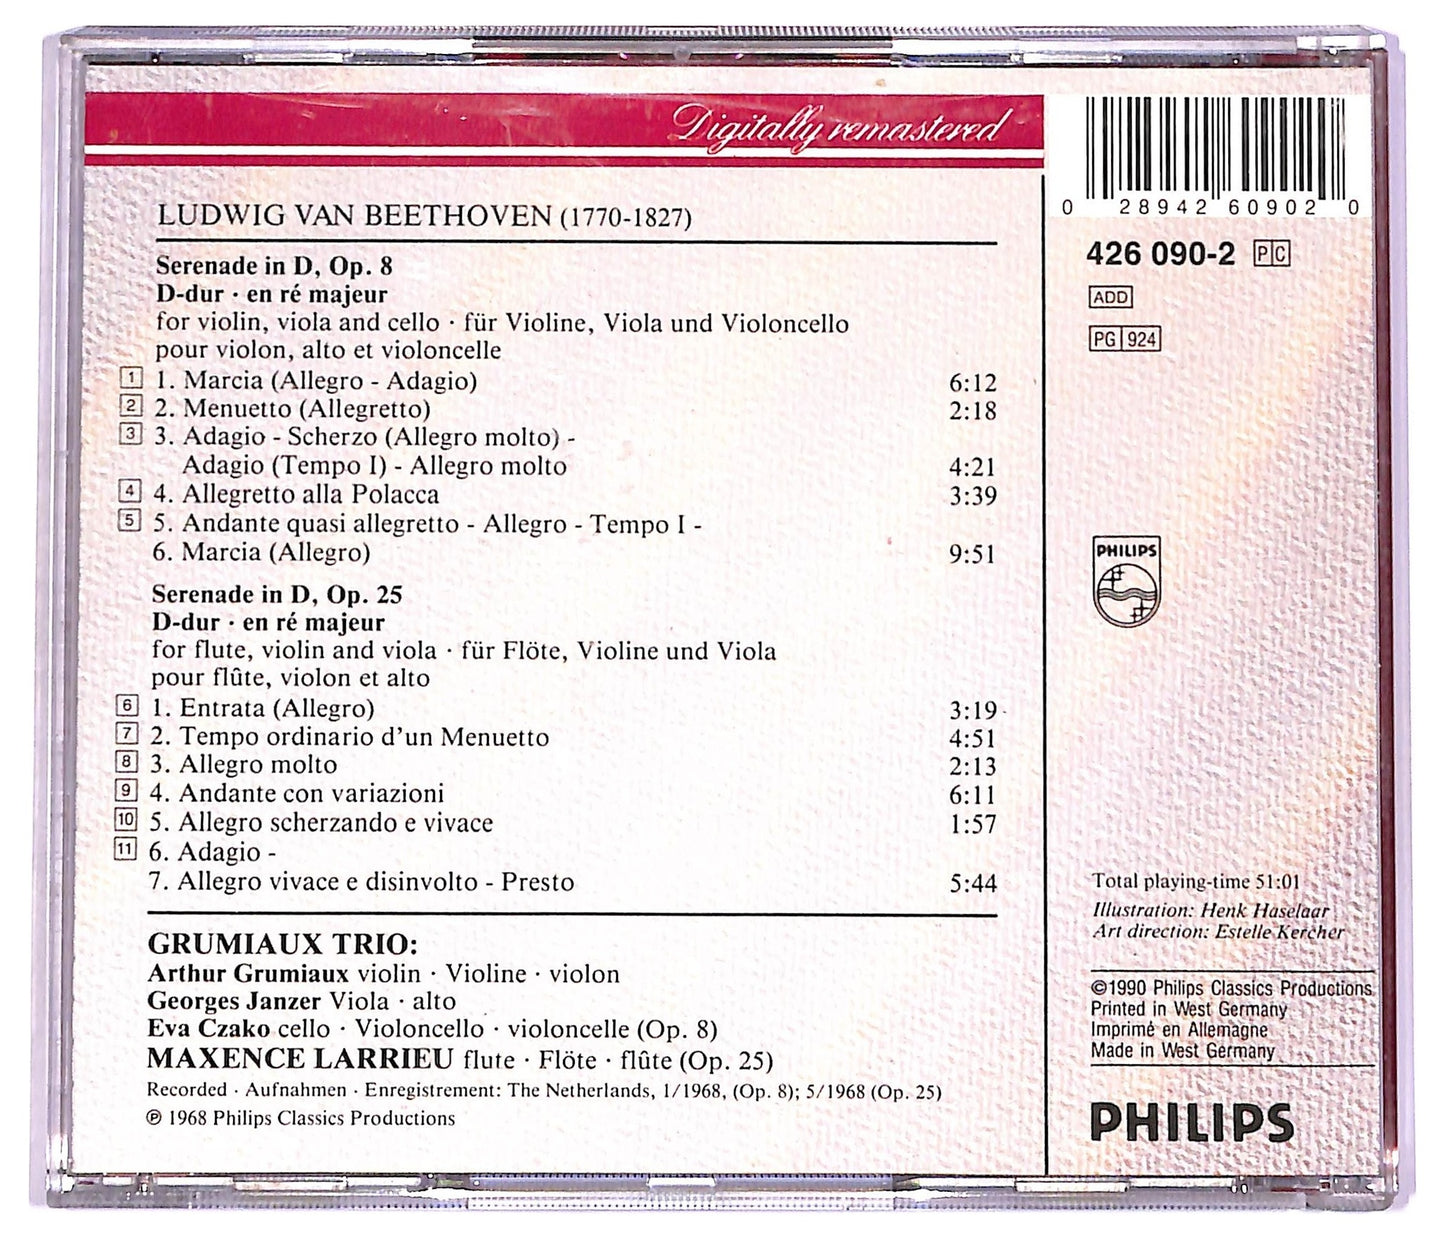 Digitally remastered
LUDWIG VAN BEETHOVEN (1770-1827)
Serenade in D, Op. 8
D-dur · en ré majeur
for violin, viola and cello · für Violine, Viola und Violoncello
pour violon, alto et violoncelle
1 1. Marcia (Allegro - Adagio) 6:12
2 2. Menuetto (Allegretto) 2:18
3 3. Adagio - Scherzo (Allegro molto) -
Adagio (Tempo I) - Allegro molto 4:21
4 4. Allegretto alla Polacca 3:39
5 5. Andante quasi allegretto - Allegro - Tempo I -
6. Marcia (Allegro) 9:51
Serenade in D, Op. 25
D-dur · en ré majeur
for flute, violin and viola · für Flöte, Violine und Viola
pour flûte, violon et alto
6 1. Entrata (Allegro) 3:19
7 2. Tempo ordinario d'un Menuetto 4:51
8 3. Allegro molto 2:13
9 4. Andante con variazioni 6:11
10 5. Allegro scherzando e vivace 1:57
11 6. Adagio -
7. Allegro vivace e disinvolto - Presto 5:44
GRUMIAUX TRIO:
Arthur Grumiaux violin · Violine · violon
Georges Janzer Viola · alto
Eva Czako cello · Violoncello · violoncelle (Op. 8)
MAXENCE LARRIEU flute · Flöte · flûte (Op. 25)
Recorded · Aufnahmen · Enregistrement: The Netherlands, 1/1968, (Op. 8); 5/1968 (Op. 25)
℗ 1968 Philips Classics Productions
0 28942 60902 0
426 090-2 PC
ADD
PG 924
PHILIPS
Total playing-time 51:01
Illustration: Henk Haselaar
Art direction: Estelle Kercher
©1990 Philips Classics Productions
Printed in West Germany
Imprimé en Allemagne
Made in West Germany
PHILIPS